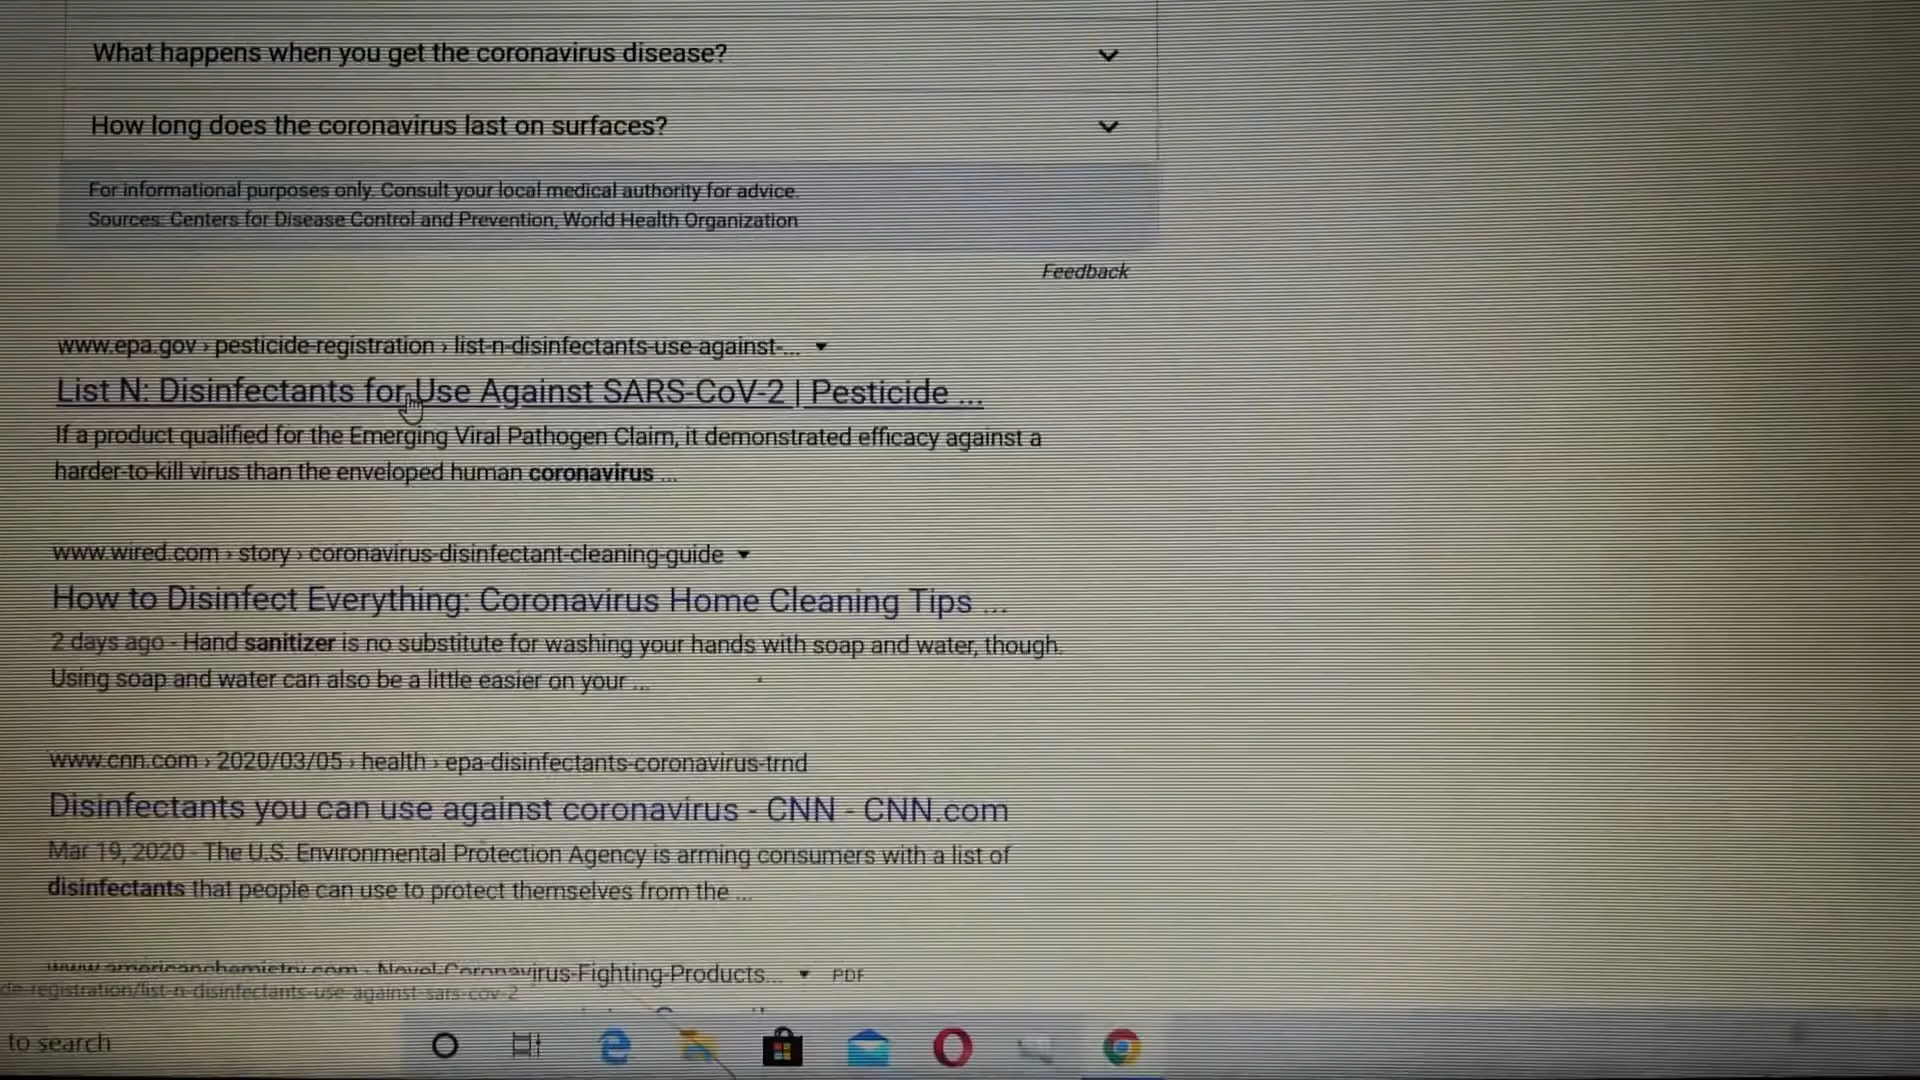 What happens when you get the coronavirus disease?
How long does the coronavirus last on surfaces?
For informational purposes only. Consult your local medical authority for advice.
Sources: Centers for Disease Control and Prevention, World Health Organization
Feedback
www.epa.gov › pesticide-registration › list-n-disinfectants-use-against-...
List N: Disinfectants for Use Against SARS-CoV-2 | Pesticide ...
If a product qualified for the Emerging Viral Pathogen Claim, it demonstrated efficacy against a
harder-to-kill virus than the enveloped human coronavirus ...
www.wired.com › story › coronavirus-disinfectant-cleaning-guide
How to Disinfect Everything: Coronavirus Home Cleaning Tips ...
2 days ago - Hand sanitizer is no substitute for washing your hands with soap and water, though.
Using soap and water can also be a little easier on your ...
www.cnn.com › 2020/03/05 › health › epa-disinfectants-coronavirus-trnd
Disinfectants you can use against coronavirus - CNN - CNN.com
Mar 19, 2020 - The U.S. Environmental Protection Agency is arming consumers with a list of
disinfectants that people can use to protect themselves from the ...
www.americanchemistry.com › Novel-Coronavirus-Fighting-Products... PDF
de-registration/list-n-disinfectants-use-against-sars-cov-2
to search